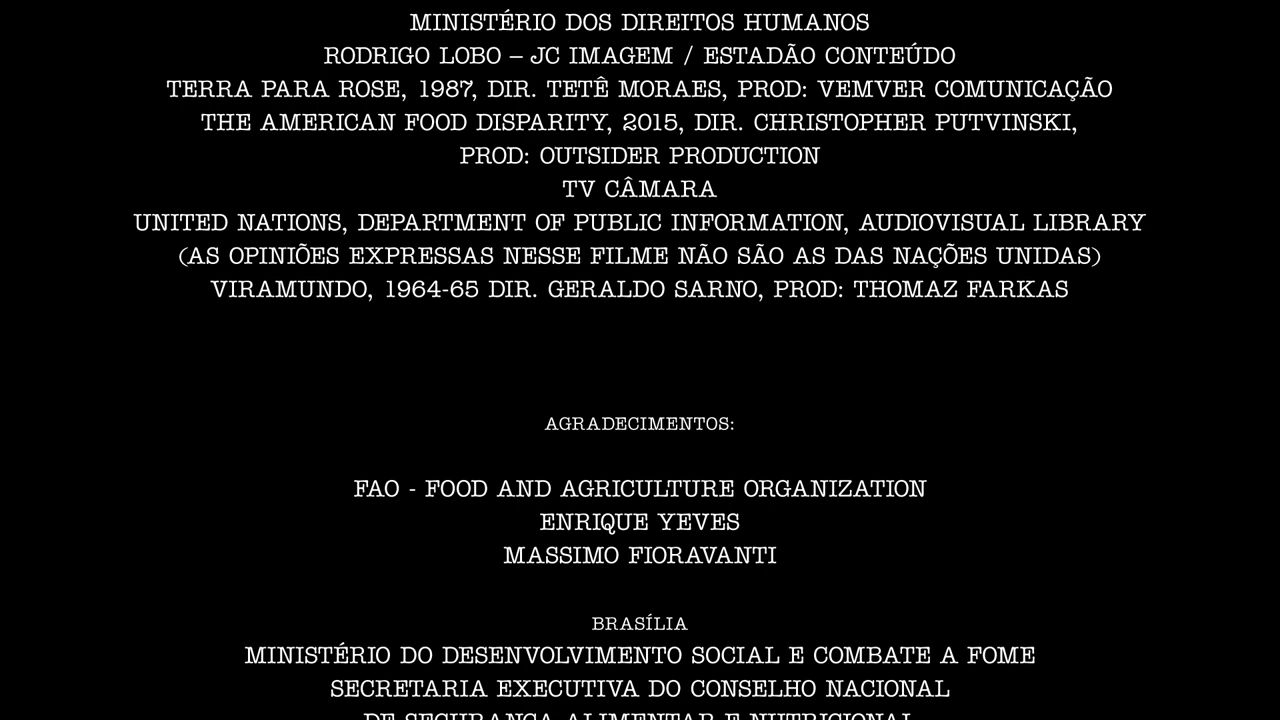 MINISTÉRIO DOS DIREITOS HUMANOS
RODRIGO LOBO – JC IMAGEM / ESTADÃO CONTEÚDO
TERRA PARA ROSE, 1987, DIR. TETÊ MORAES, PROD: VEMVER COMUNICAÇÃO
THE AMERICAN FOOD DISPARITY, 2015, DIR. CHRISTOPHER PUTVINSKI,
PROD: OUTSIDER PRODUCTION
TV CÂMARA
UNITED NATIONS, DEPARTMENT OF PUBLIC INFORMATION, AUDIOVISUAL LIBRARY
(AS OPINIÕES EXPRESSAS NESSE FILME NÃO SÃO AS DAS NAÇÕES UNIDAS)
VIRAMUNDO, 1964-65 DIR. GERALDO SARNO, PROD: THOMAZ FARKAS
AGRADECIMENTOS:
FAO - FOOD AND AGRICULTURE ORGANIZATION
ENRIQUE YEVES
MASSIMO FIORAVANTI
BRASÍLIA
MINISTÉRIO DO DESENVOLVIMENTO SOCIAL E COMBATE A FOME
SECRETARIA EXECUTIVA DO CONSELHO NACIONAL
DE SEGURANÇA ALIMENTAR E NUTRICIONAL